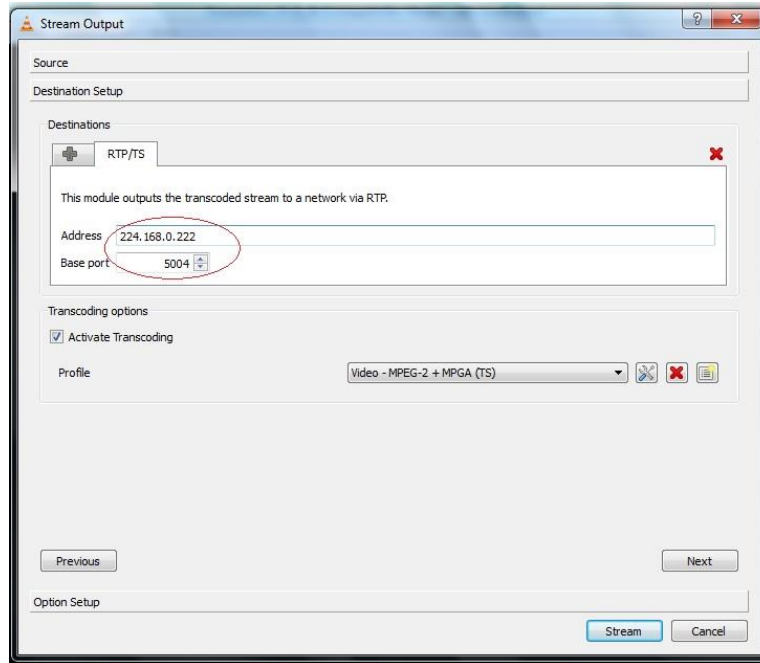 Stream Output
Source
Destination Setup
Destinations
RTP/TS
This module outputs the transcoded stream to a network via RTP.
Address 224.168.0.222
Base port 5004
Transcoding options
Activate Transcoding
Profile Video - MPEG-2 + MPGA (TS)
Previous Next
Option Setup
Stream Cancel